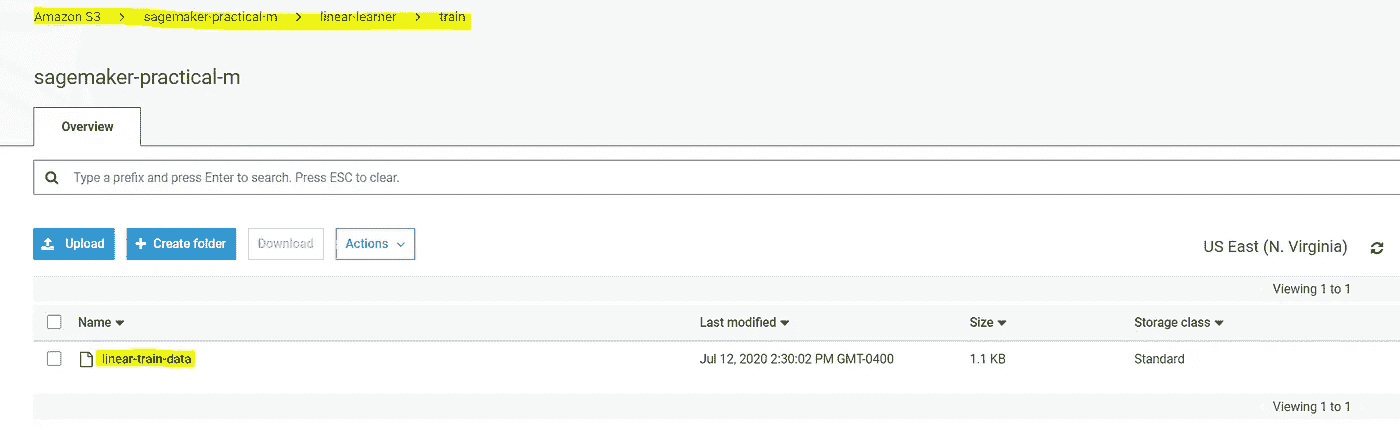 Amazon S3 > sagemaker-practical-m > linear-learner > train
sagemaker-practical-m
Overview
Type a prefix and press Enter to search. Press ESC to clear.
Upload + Create folder Download Actions
US East (N. Virginia)
Viewing 1 to 1
Name Last modified Size Storage class
linear-train-data Jul 12, 2020 2:30:02 PM GMT-0400 1.1 KB Standard
Viewing 1 to 1